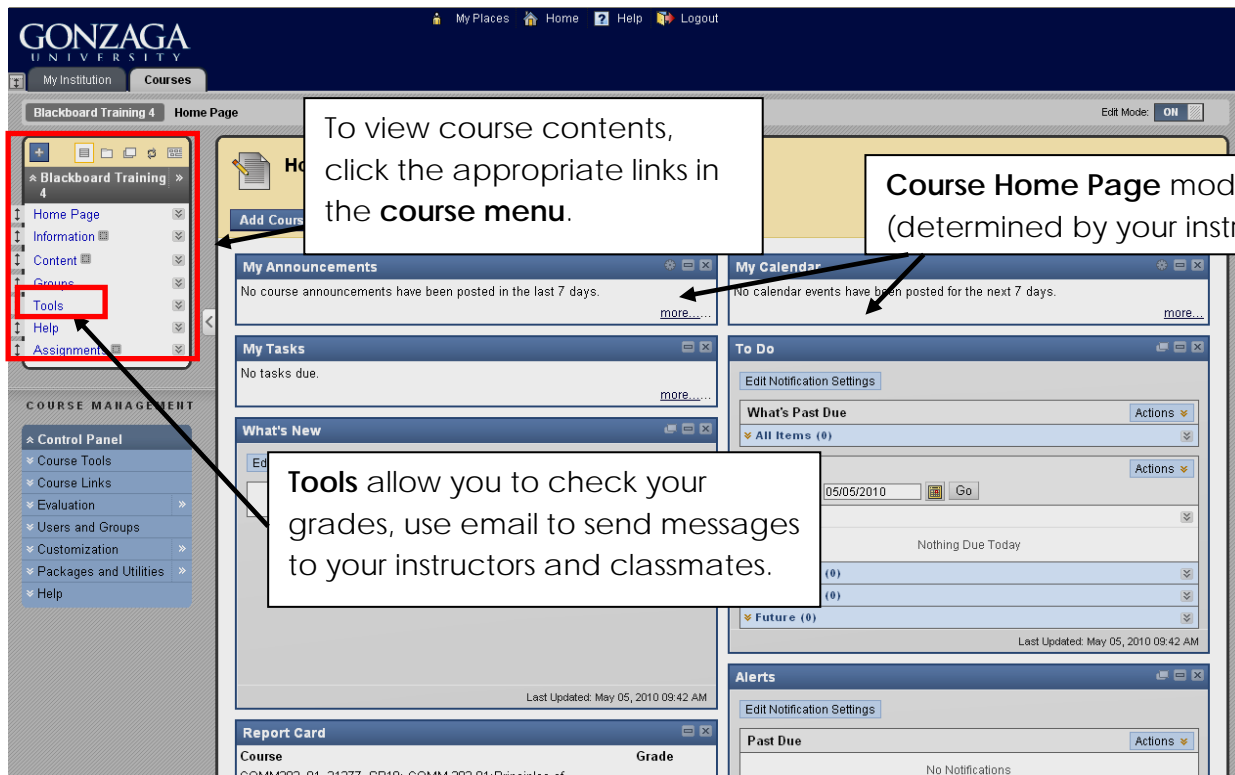 My Places Home Help Logout
GONZAGA
UNIVERSITY
My Institution Courses
Blackboard Training 4 Home Page
Edit Mode: ON
To view course contents,
click the appropriate links in
the course menu.
Course Home Page
(determined by your
Blackboard Training
4
Home Page
Information
Content
Groups
Tools
Help
Assignments
COURSE MANAGEMENT
Control Panel
Course Tools
Course Links
Evaluation
Users and Groups
Customization
Packages and Utilities
Help
Add
My Announcements
No course announcements have been posted in the last 7 days.
more......
My Tasks
No tasks due.
more......
What's New
Tools allow you to check your
grades, use email to send messages
to your instructors and classmates.
Last Updated: May 05, 2010 09:42 AM
Report Card
Course Grade
My Calendar
No calendar events have been posted for the next 7 days.
more...
To Do
Edit Notification Settings
What's Past Due Actions
All Items (0)
Actions
05/05/2010 Go
Nothing Due Today
(0)
(0)
Future (0)
Last Updated: May 05, 2010 09:42 AM
Alerts
Edit Notification Settings
Past Due Actions
No Notifications